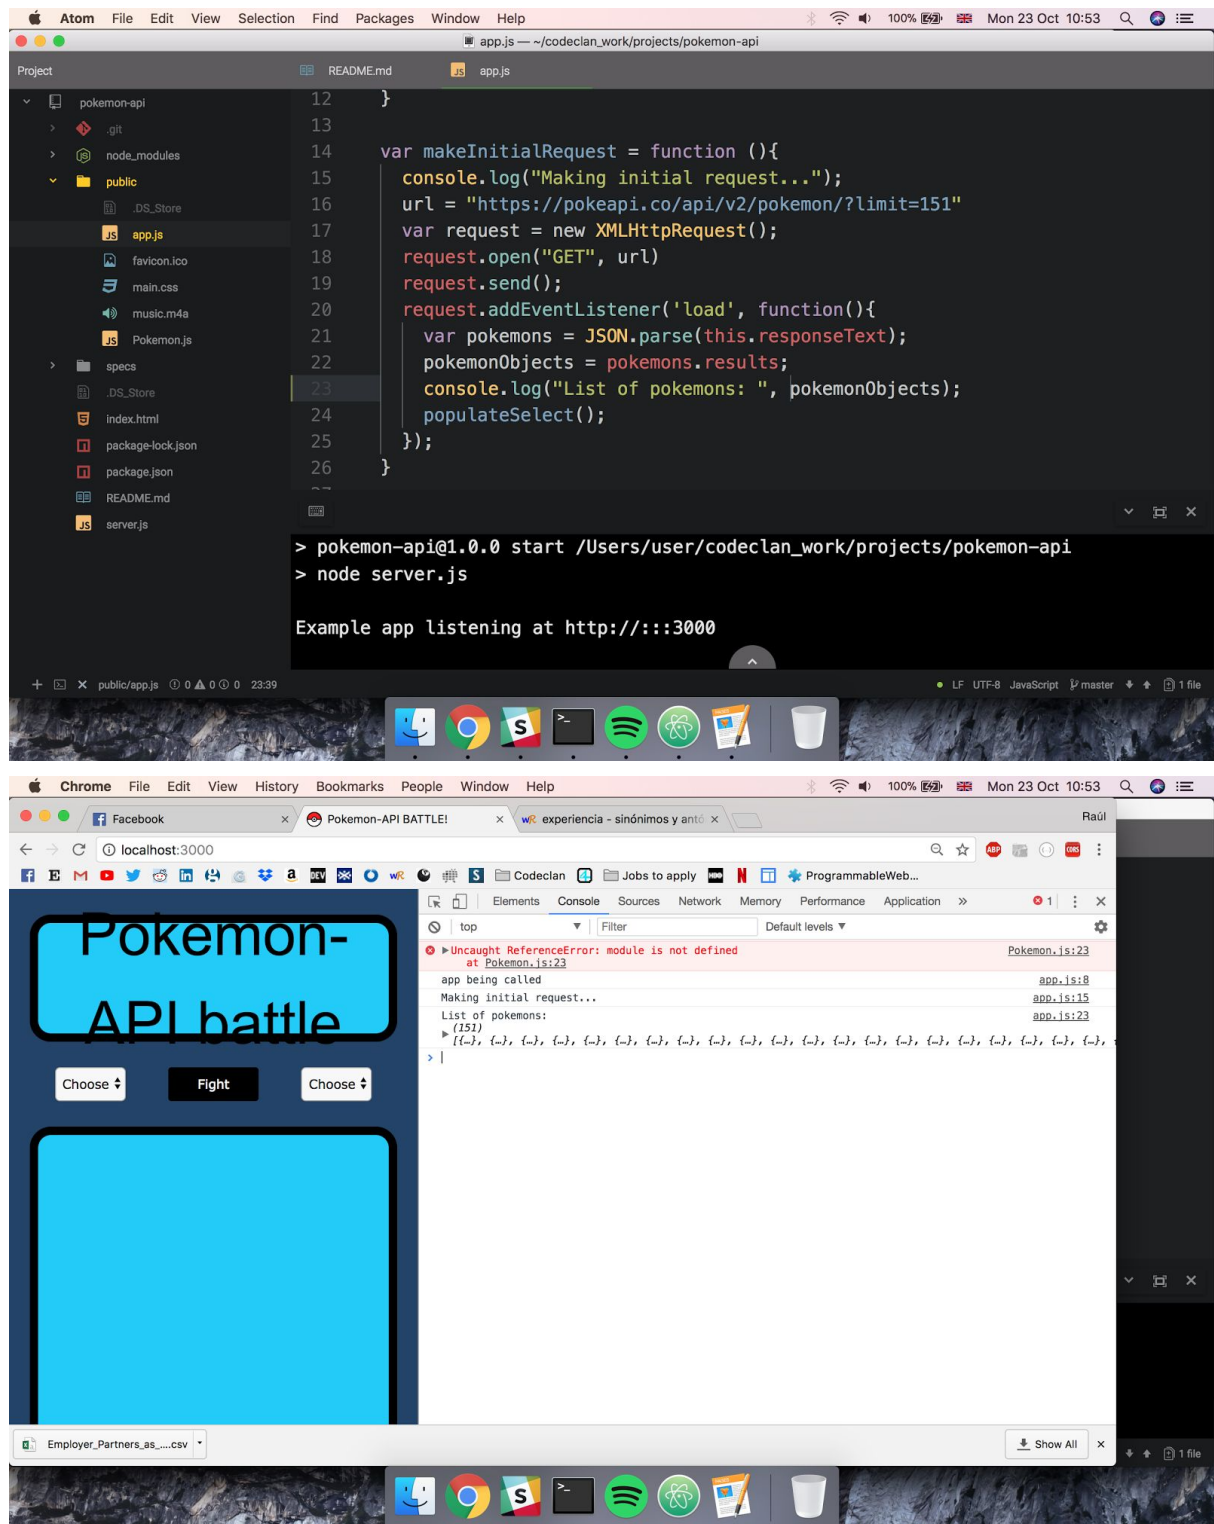 Atom File Edit View Selection Find Packages Window Help 100% Mon 23 Oct 10:53
app.js — ~/codeclan_work/projects/pokemon-api
Project README.md JS app.js
pokemon-api
.git
node_modules
public
.DS_Store
JS app.js
favicon.ico
main.css
music.m4a
JS Pokemon.js
specs
.DS_Store
index.html
package-lock.json
package.json
README.md
JS server.js
12 }
13
14 var makeInitialRequest = function (){
15 console.log("Making initial request...");
16 url = "https://pokeapi.co/api/v2/pokemon/?limit=151"
17 var request = new XMLHttpRequest();
18 request.open("GET", url)
19 request.send();
20 request.addEventListener('load', function(){
21 var pokemons = JSON.parse(this.responseText);
22 pokemonObjects = pokemons.results;
23 console.log("List of pokemons: ", pokemonObjects);
24 populateSelect();
25 });
26 }
> pokemon-api@1.0.0 start /Users/user/codeclan_work/projects/pokemon-api
> node server.js
Example app listening at http://:::3000
public/app.js 0 0 0 23:39 LF UTF-8 JavaScript master 1 file
Chrome File Edit View History Bookmarks People Window Help 100% Mon 23 Oct 10:53
Facebook Pokemon-API BATTLE! experiencia - sinónimos y antó Raúl
localhost:3000 ABP CORS
Codeclan Jobs to apply ProgrammableWeb...
Elements Console Sources Network Memory Performance Application » 1
top Filter Default levels
Uncaught ReferenceError: module is not defined Pokemon.js:23
at Pokemon.js:23
app being called app.js:8
Making initial request... app.js:15
List of pokemons: app.js:23
(151)
[{…}, {…}, {…}, {…}, {…}, {…}, {…}, {…}, {…}, {…}, {…}, {…}, {…}, {…}, {…}, {…}, {…}, {…}, {…}, {…}, {…},
>
Pokemon-
API battle
Choose Fight Choose
Employer_Partners_as_....csv Show All
1 file